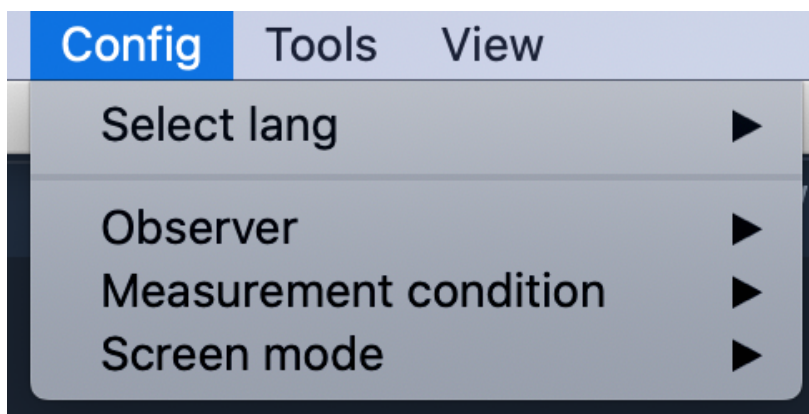 Config Tools View
Select lang
Observer
Measurement condition
Screen mode